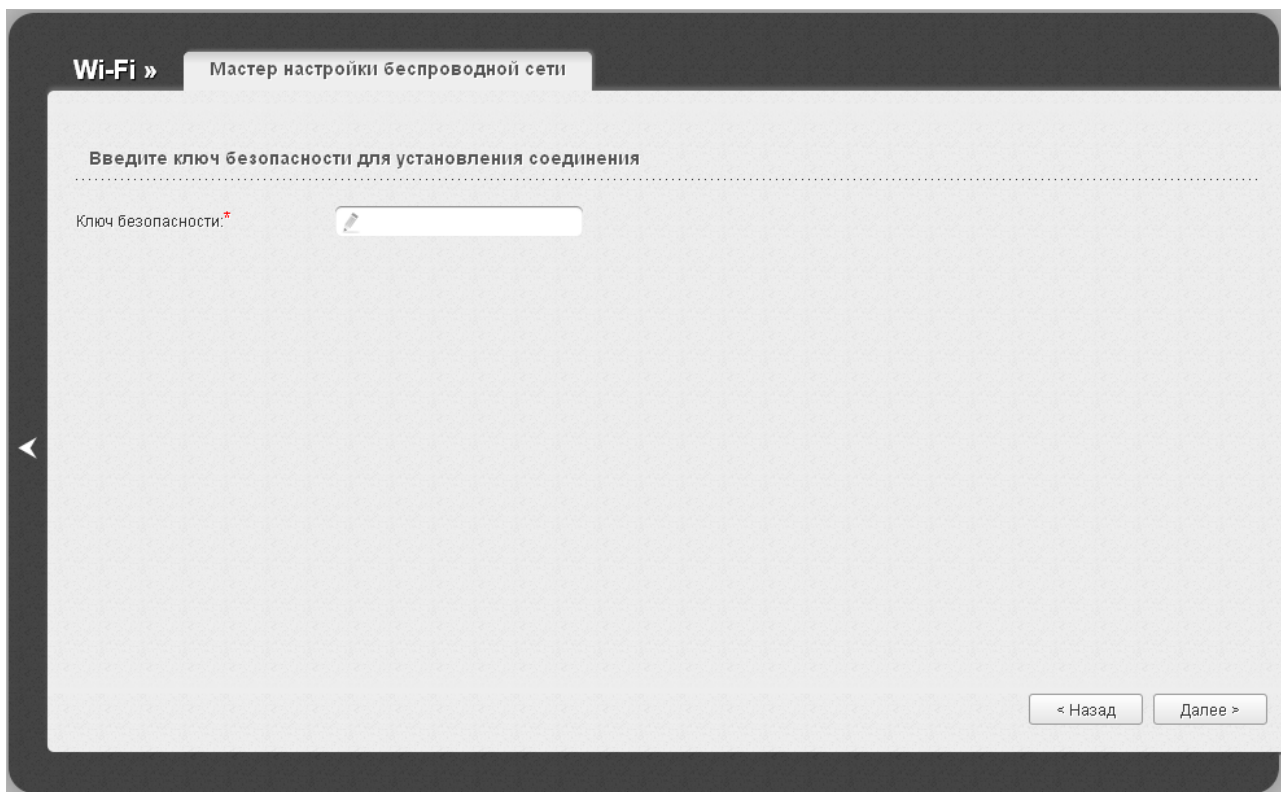 Wi-Fi » Мастер настройки беспроводной сети
Введите ключ безопасности для установления соединения
Ключ безопасности:*
< Назад Далее >